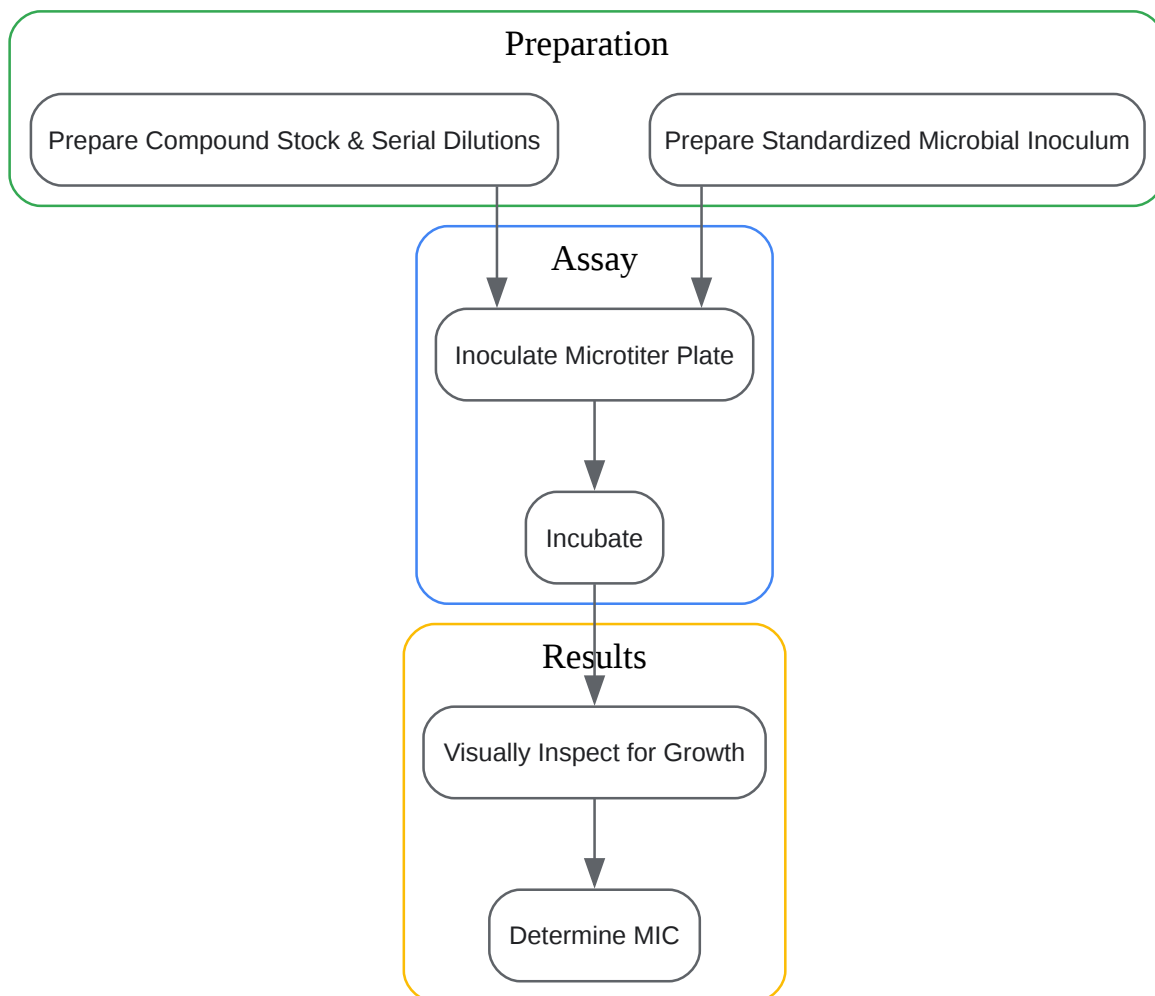 Preparation
Prepare Compound Stock & Serial Dilutions
Prepare Standardized Microbial Inoculum
Assay
Inoculate Microtiter Plate
Incubate
Results
Visually Inspect for Growth
Determine MIC